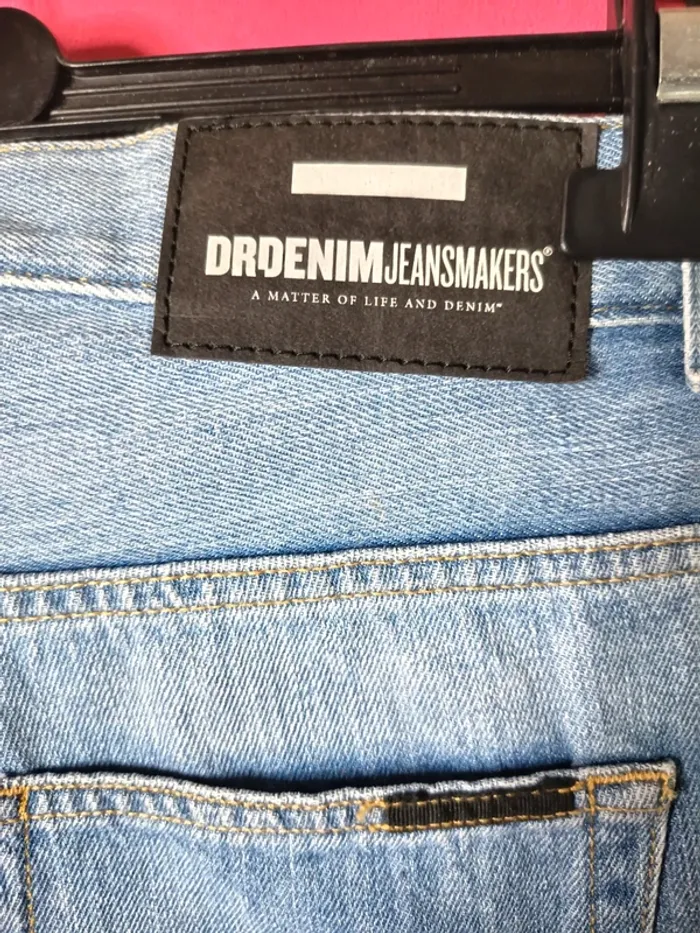 DRDENIMJEANSMAKERS®
A MATTER OF LIFE AND DENIM™